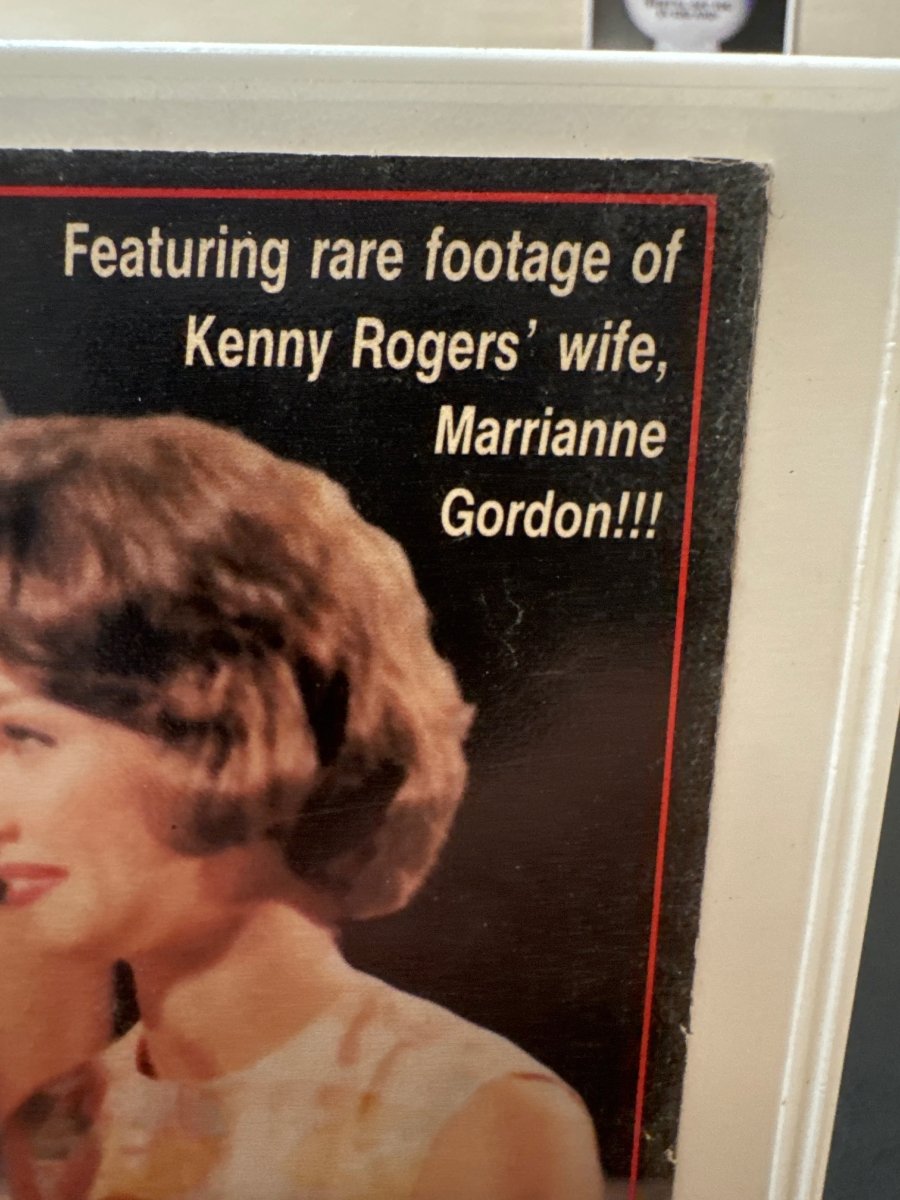 Featuring rare footage of
Kenny Rogers’ wife,
Marrianne
Gordon!!!